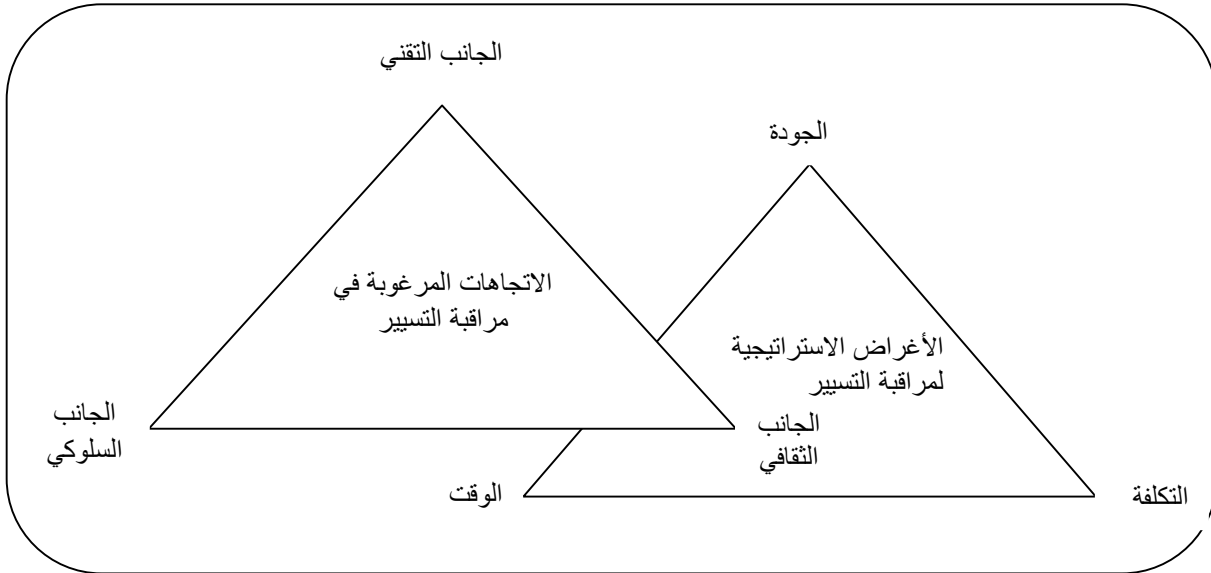 الجانب التقني
الجودة
الاتجاهات المرغوبة في
مراقبة التسيير
الأغراض الاستراتيجية
لمراقبة التسيير
الجانب
السلوكي
الجانب
الثقافي
الوقت
التكلفة